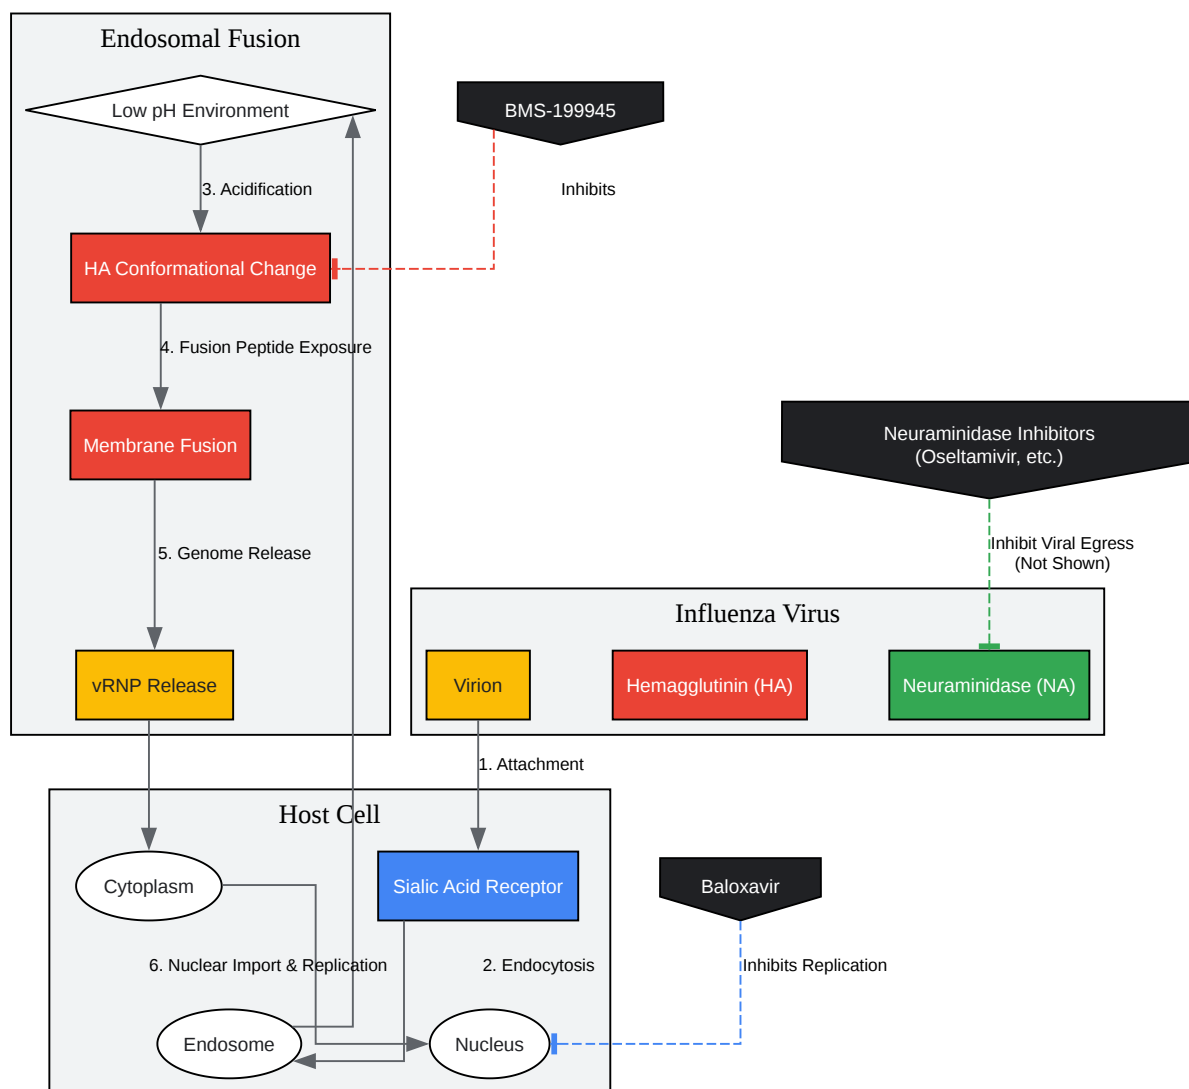 Endosomal Fusion
Low pH Environment
BMS-199945
3. Acidification
Inhibits
HA Conformational Change
4. Fusion Peptide Exposure
Membrane Fusion
Neuraminidase Inhibitors
(Oseltamivir, etc.)
5. Genome Release
Inhibit Viral Egress
(Not Shown)
Influenza Virus
vRNP Release
Virion
Hemagglutinin (HA)
Neuraminidase (NA)
1. Attachment
Host Cell
Cytoplasm
Sialic Acid Receptor
Baloxavir
6. Nuclear Import & Replication
2. Endocytosis
Inhibits Replication
Endosome
Nucleus